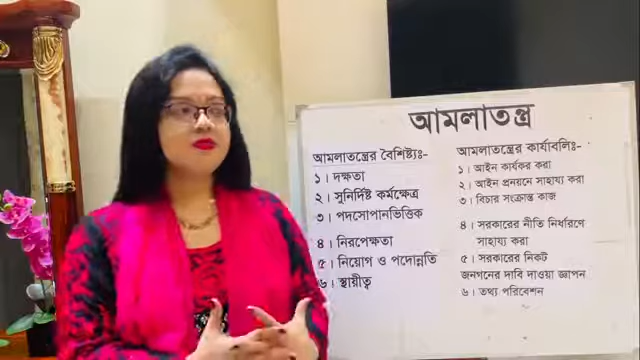 আমলাতন্ত্র
আমলাতন্ত্রের বৈশিষ্ট্যঃ-
১। দক্ষতা
২। সুনির্দিষ্ট কর্মক্ষেত্র
৩। পদসোপানভিত্তিক
৪। নিরপেক্ষতা
৫। নিয়োগ ও পদোন্নতি
৬। স্থায়ীত্ব
আমলাতন্ত্রের কার্যাবলিঃ-
১। আইন কার্যকর করা
২। আইন প্রনয়নে সাহায্য করা
৩। বিচার সংক্রান্ত কাজ
৪। সরকারের নীতি নির্ধারণে
সাহায্য করা
৫। সরকারের নিকট
জনগনের দাবি দাওয়া জ্ঞাপন
৬। তথ্য পরিবেশন